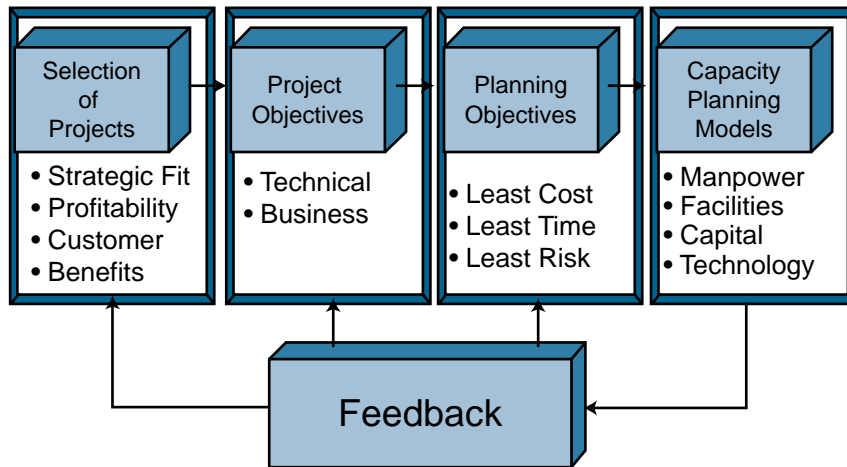 Selection
of
Projects
• Strategic Fit
• Profitability
• Customer
• Benefits
Project
Objectives
• Technical
• Business
Planning
Objectives
• Least Cost
• Least Time
• Least Risk
Capacity
Planning
Models
• Manpower
• Facilities
• Capital
• Technology
Feedback